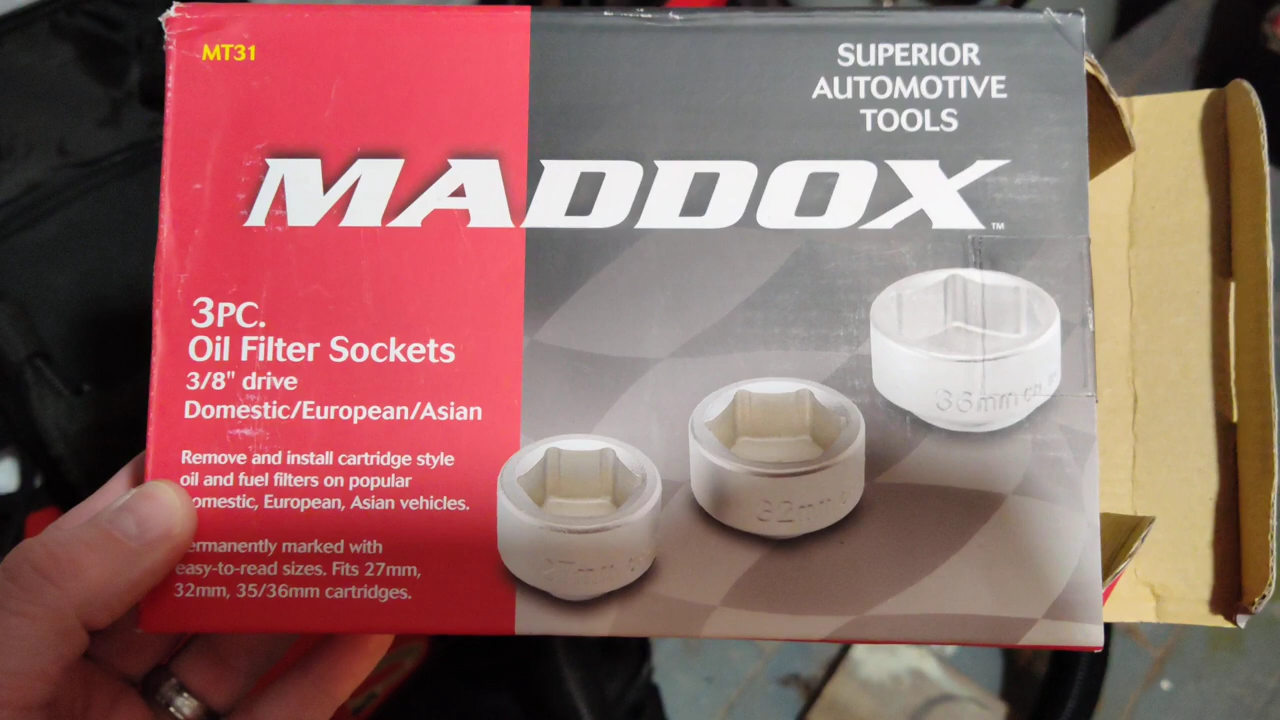 MT31
SUPERIOR
AUTOMOTIVE
TOOLS
MADDOX™
3PC.
Oil Filter Sockets
3/8" drive
Domestic/European/Asian
Remove and install cartridge style
oil and fuel filters on popular
omestic, European, Asian vehicles.
ermanently marked with
easy-to-read sizes. Fits 27mm,
32mm, 35/36mm cartridges.
36mm
32mm
27mm